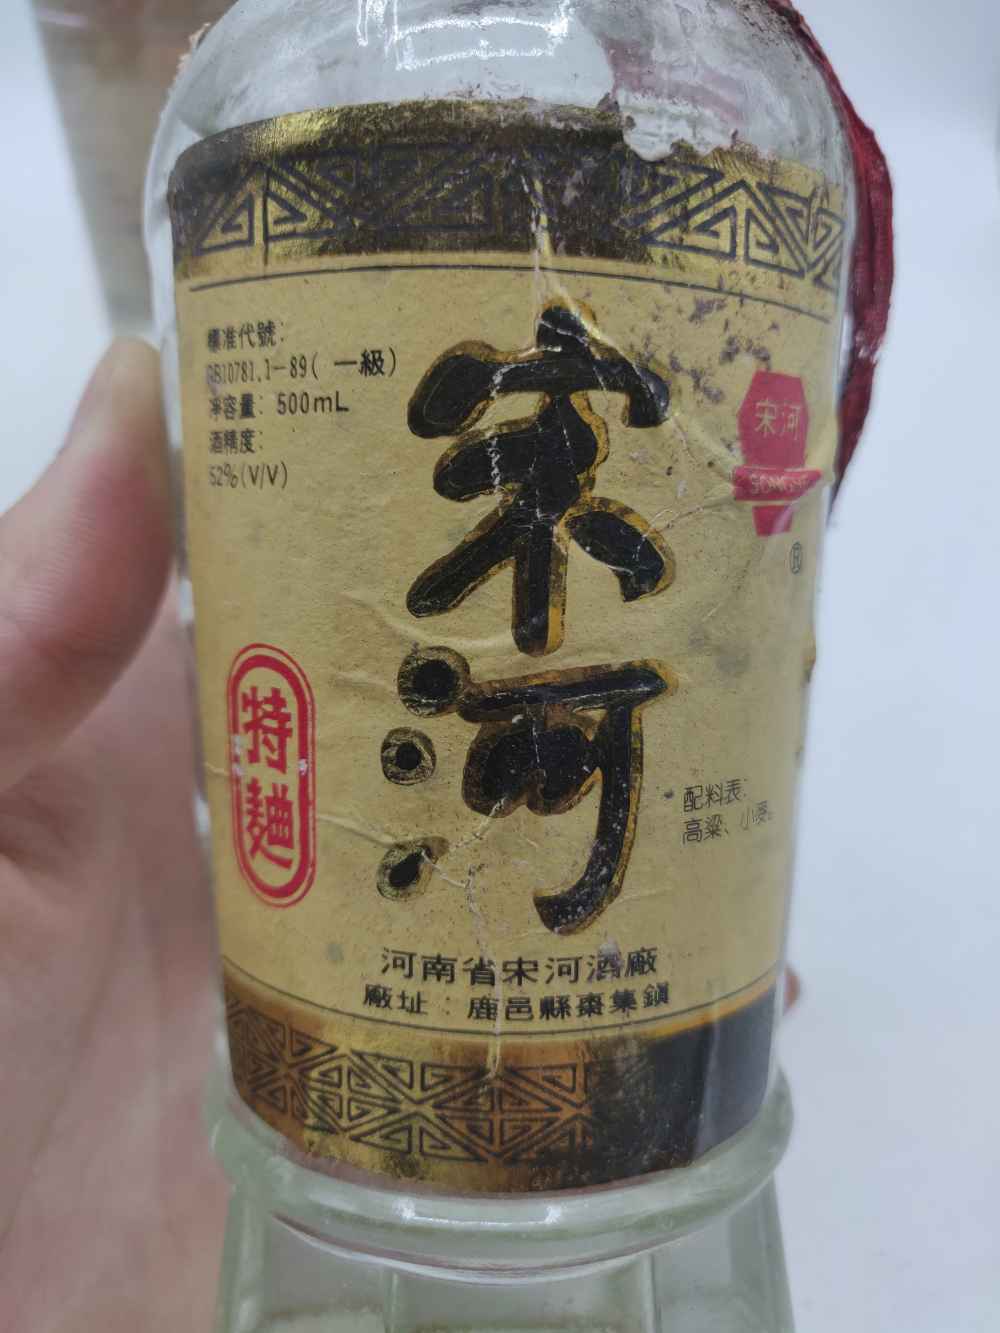 標准代號：
GB10781.1-89(一級)
淨容量：500mL
酒精度：
52%(V/V)
宋河
宋河
SONGHE
®
特麯
配料表：
高粱、小麥。
河南省宋河酒廠
廠址：鹿邑縣棗集鎮